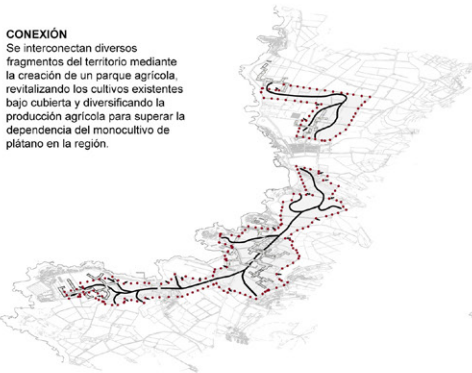 CONEXIÓN
Se interconectan diversos
fragmentos del territorio mediante
la creación de un parque agrícola,
revitalizando los cultivos existentes
bajo cubierta y diversificando la
producción agrícola para superar la
dependencia del monocultivo de
plátano en la región.